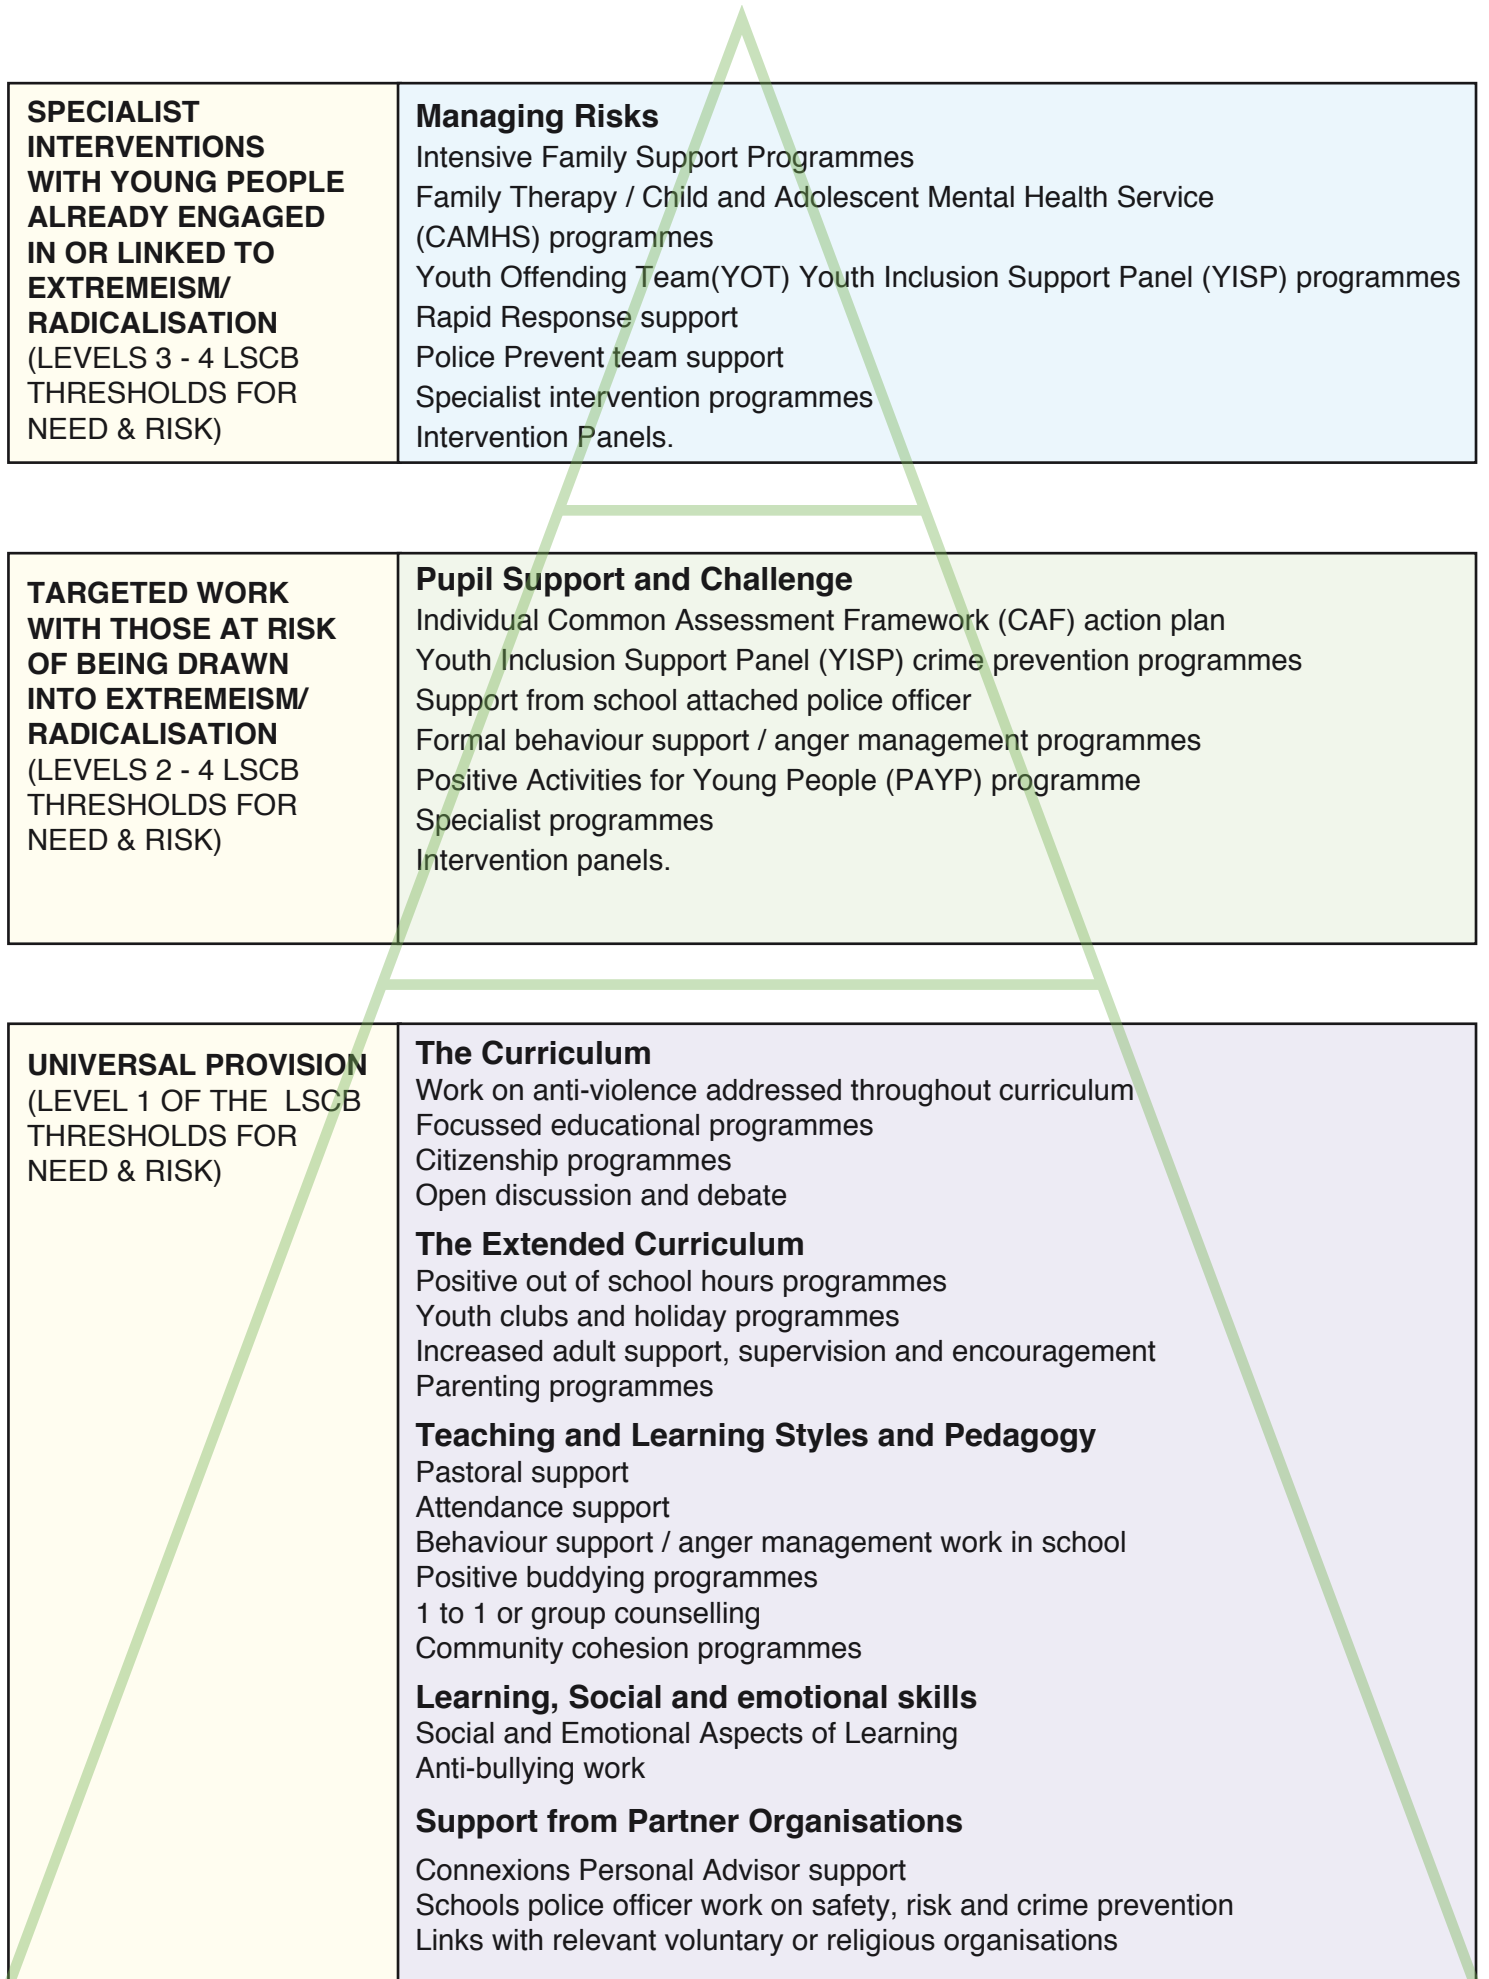 SPECIALIST
INTERVENTIONS
WITH YOUNG PEOPLE
ALREADY ENGAGED
IN OR LINKED TO
EXTREMEISM/
RADICALISATION
(LEVELS 3 - 4 LSCB
THRESHOLDS FOR
NEED & RISK)
Managing Risks
Intensive Family Support Programmes
Family Therapy / Child and Adolescent Mental Health Service
(CAMHS) programmes
Youth Offending Team(YOT) Youth Inclusion Support Panel (YISP) programmes
Rapid Response support
Police Prevent team support
Specialist intervention programmes
Intervention Panels.
TARGETED WORK
WITH THOSE AT RISK
OF BEING DRAWN
INTO EXTREMEISM/
RADICALISATION
(LEVELS 2 - 4 LSCB
THRESHOLDS FOR
NEED & RISK)
Pupil Support and Challenge
Individual Common Assessment Framework (CAF) action plan
Youth Inclusion Support Panel (YISP) crime prevention programmes
Support from school attached police officer
Formal behaviour support / anger management programmes
Positive Activities for Young People (PAYP) programme
Specialist programmes
Intervention panels.
UNIVERSAL PROVISION
(LEVEL 1 OF THE  LSCB
THRESHOLDS FOR
NEED & RISK)
The Curriculum
Work on anti-violence addressed throughout curriculum
Focussed educational programmes
Citizenship programmes
Open discussion and debate
The Extended Curriculum
Positive out of school hours programmes
Youth clubs and holiday programmes
Increased adult support, supervision and encouragement
Parenting programmes
Teaching and Learning Styles and Pedagogy
Pastoral support
Attendance support
Behaviour support / anger management work in school
Positive buddying programmes
1 to 1 or group counselling
Community cohesion programmes
Learning, Social and emotional skills
Social and Emotional Aspects of Learning
Anti-bullying work
Support from Partner Organisations
Connexions Personal Advisor support
Schools police officer work on safety, risk and crime prevention
Links with relevant voluntary or religious organisations